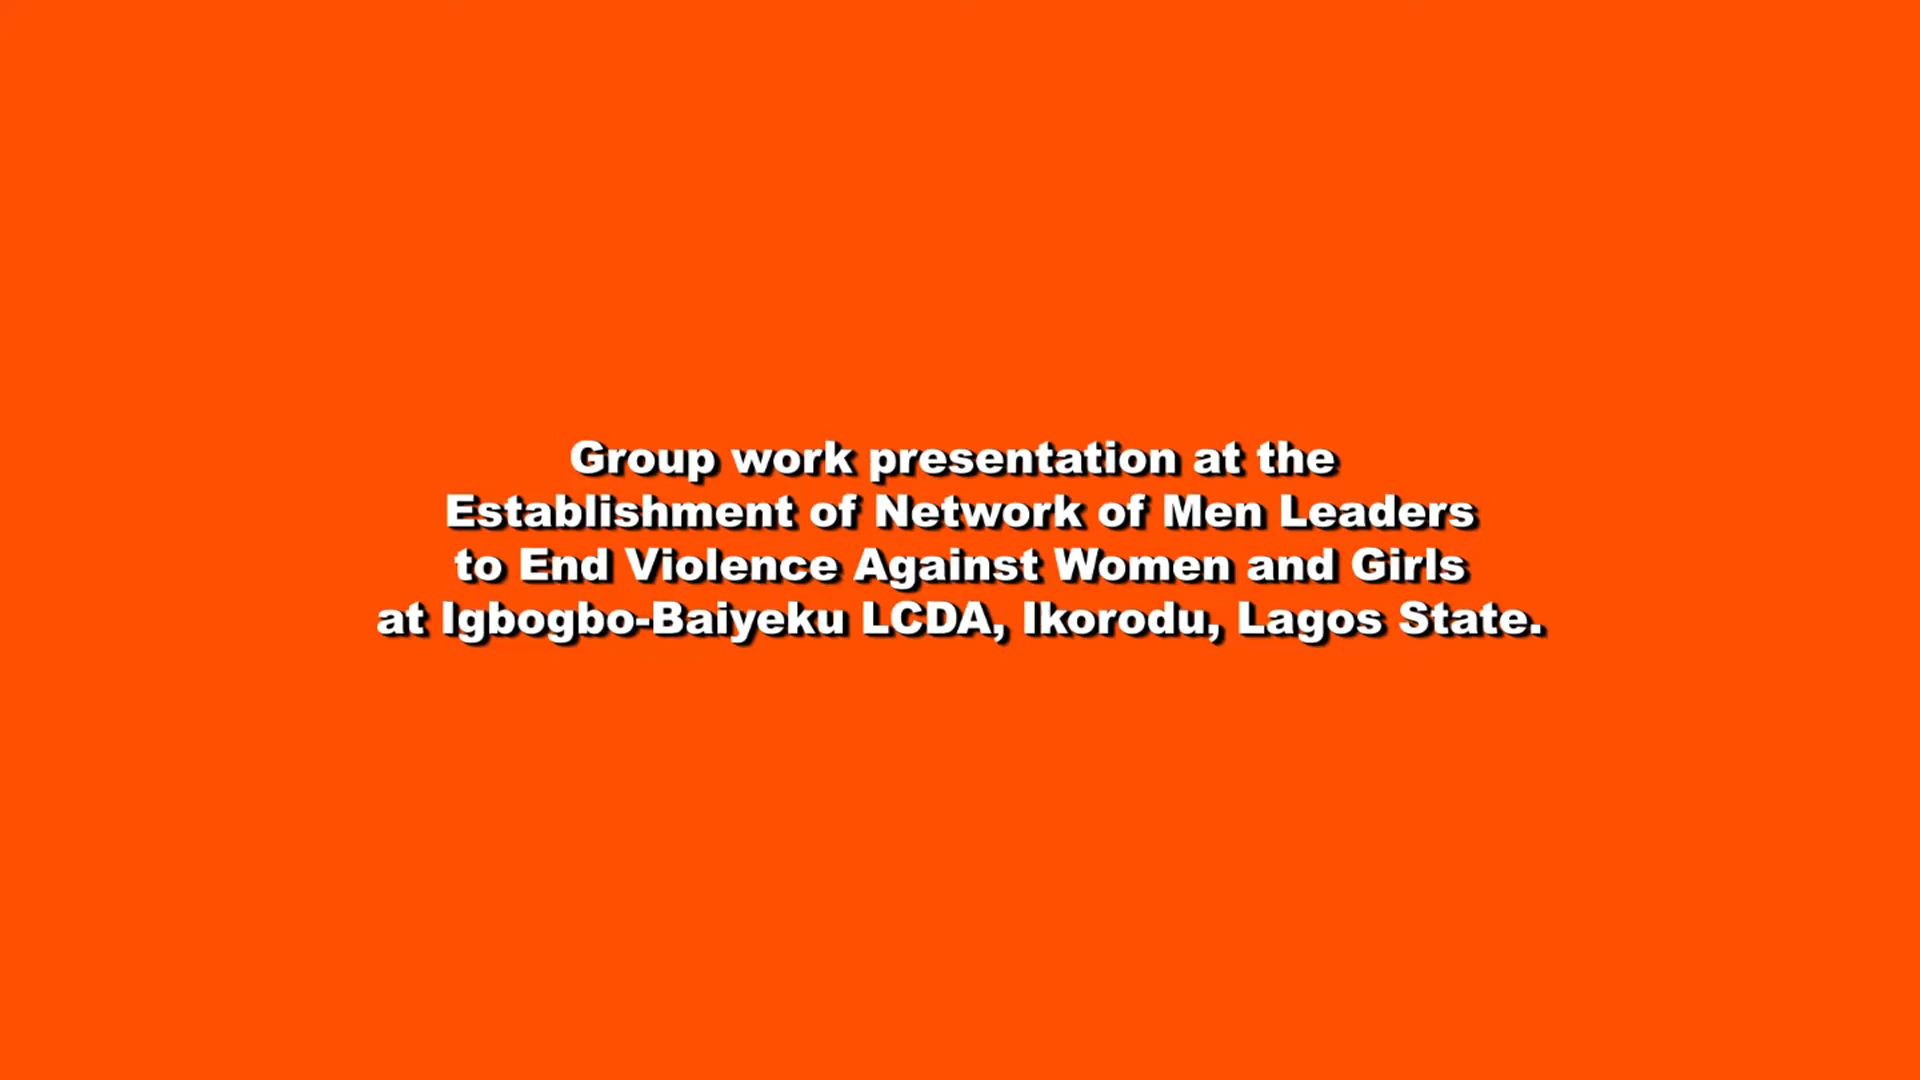 Group work presentation at the
Establishment of Network of Men Leaders
to End Violence Against Women and Girls
at Igbogbo-Baiyeku LCDA, Ikorodu, Lagos State.